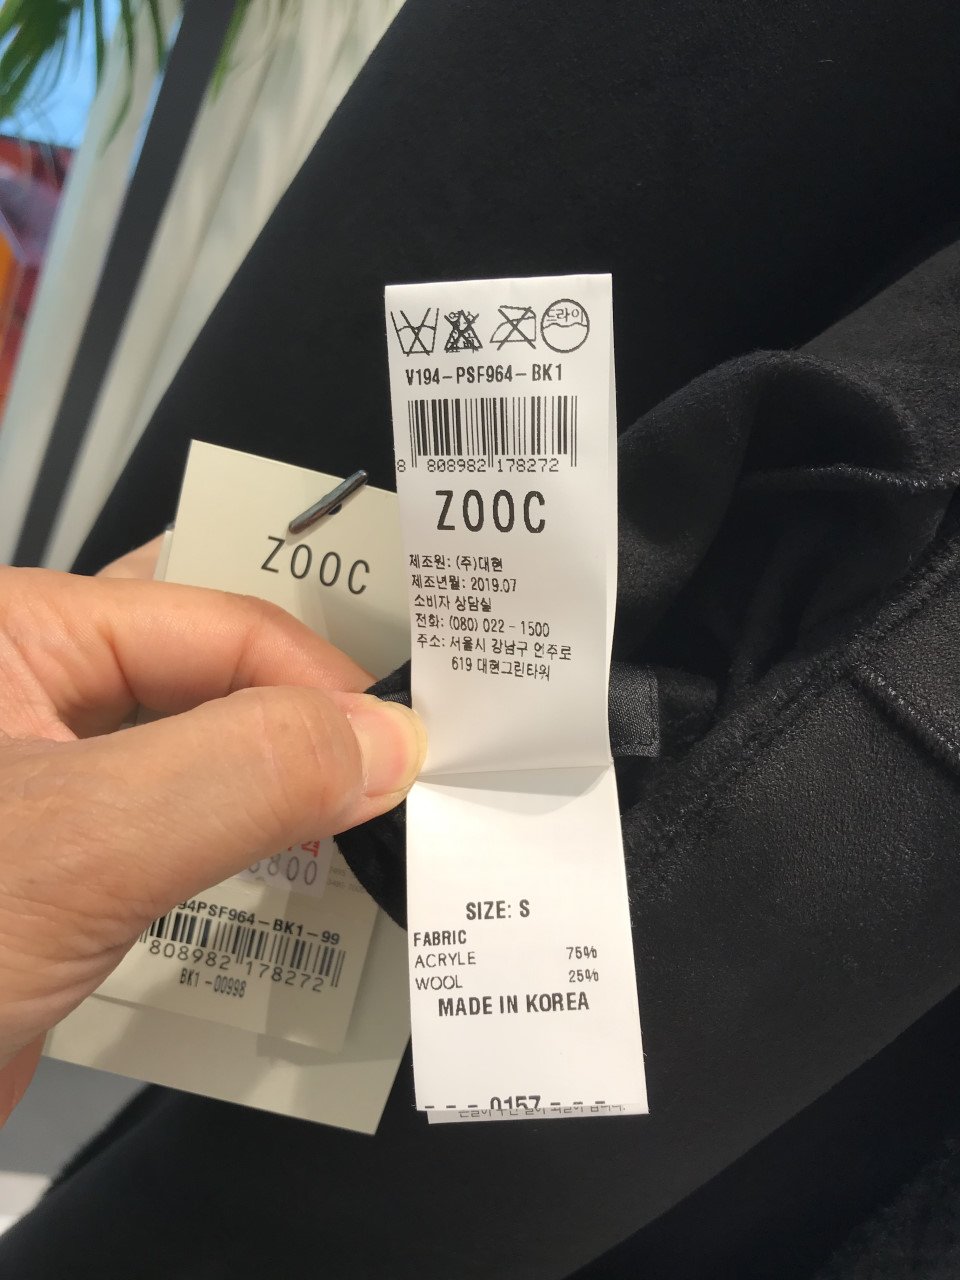 드라이
V194-PSF964-BK1
8 808982 178272
ZOOC
제조원: (주)대현
제조년월: 2019.07
소비자 상담실
전화: (080) 022-1500
주소: 서울시 강남구 언주로
619 대현그린타워
SIZE: S
FABRIC
ACRYLE 75%
WOOL 25%
MADE IN KOREA
- - - 0157 - - -
ZOOC
94PSF964-BK1-99
808982 178272
BK1-00998